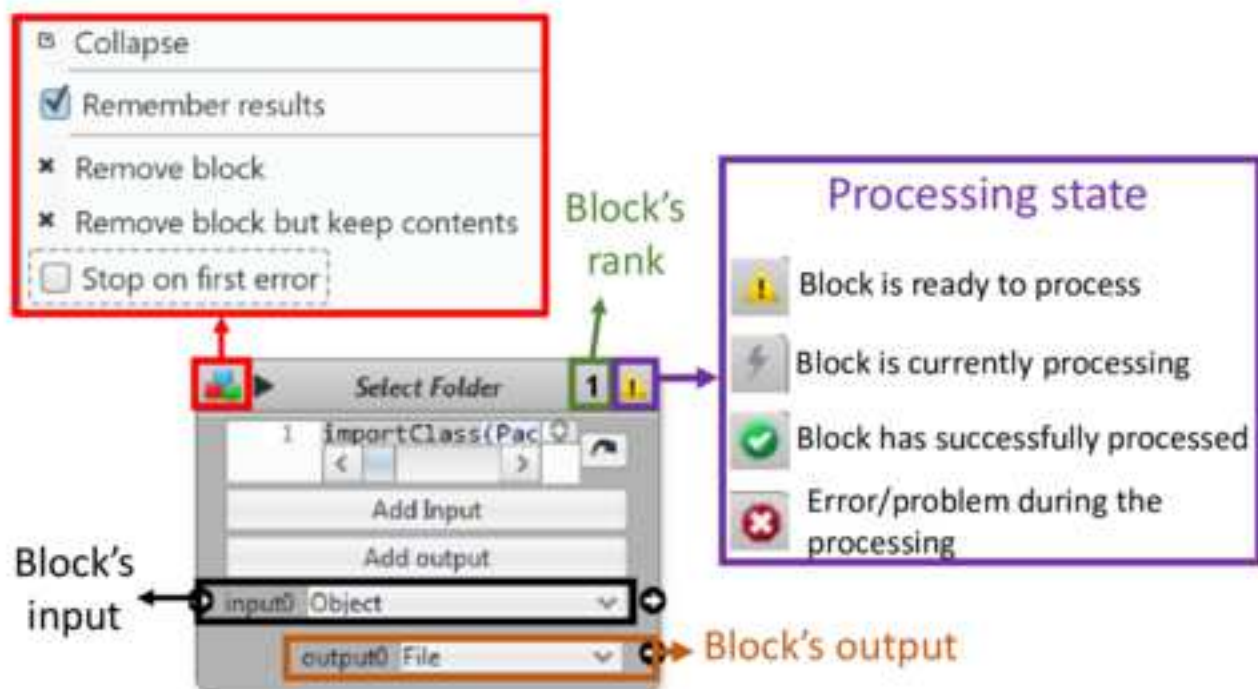 Collapse
Remember results
Remove block
Remove block but keep contents
Stop on first error
Block's
rank
Processing state
Block is ready to process
Block is currently processing
Block has successfully processed
Error/problem during the
processing
Select Folder
1
1 importClass(Pac
Add Input
Add output
Block's
input
input0 Object
output0 File
Block's output